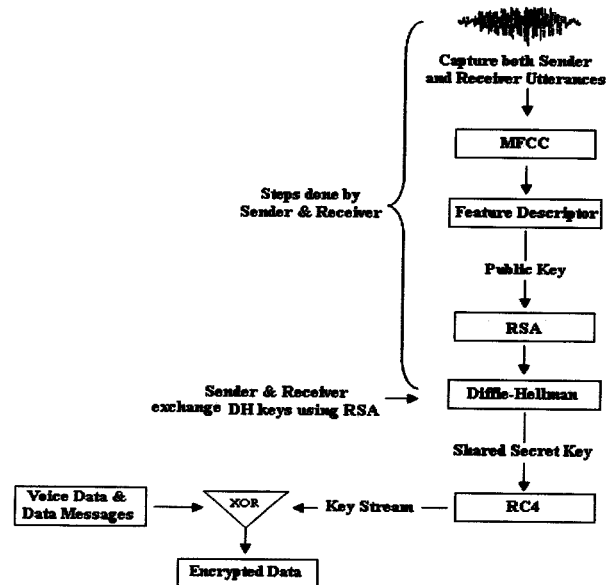 Capture both Sender
and Receiver Utterances
MFCC
Steps done by
Sender & Receiver
Feature Descriptor
Public Key
RSA
Sender & Receiver
exchange DH keys using RSA
Diffie-Hellman
Shared Secret Key
Voice Data &
Data Messages
XOR
Key Stream
RC4
Encrypted Data